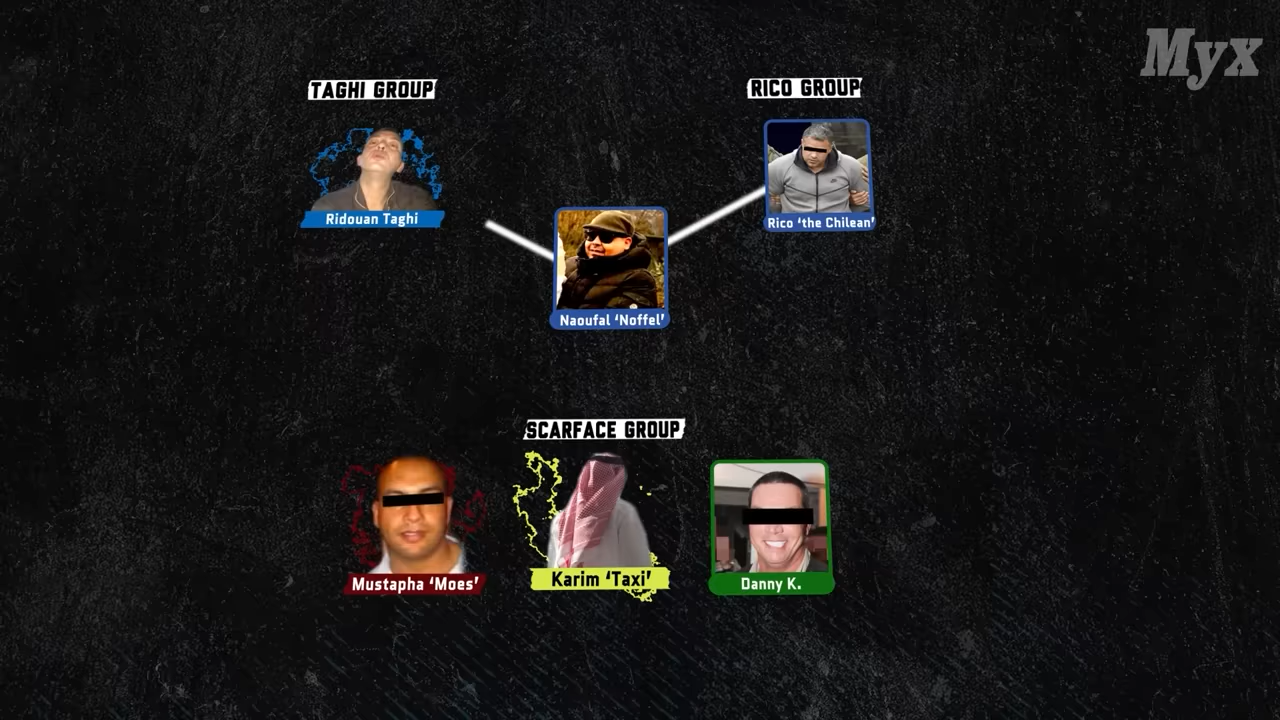 Myx
TAGHI GROUP
RICO GROUP
Ridouan Taghi
Rico ‘the Chilean’
Naoufal ‘Noffel’
SCARFACE GROUP
Mustapha ‘Moes’
Karim ‘Taxi’
Danny K.